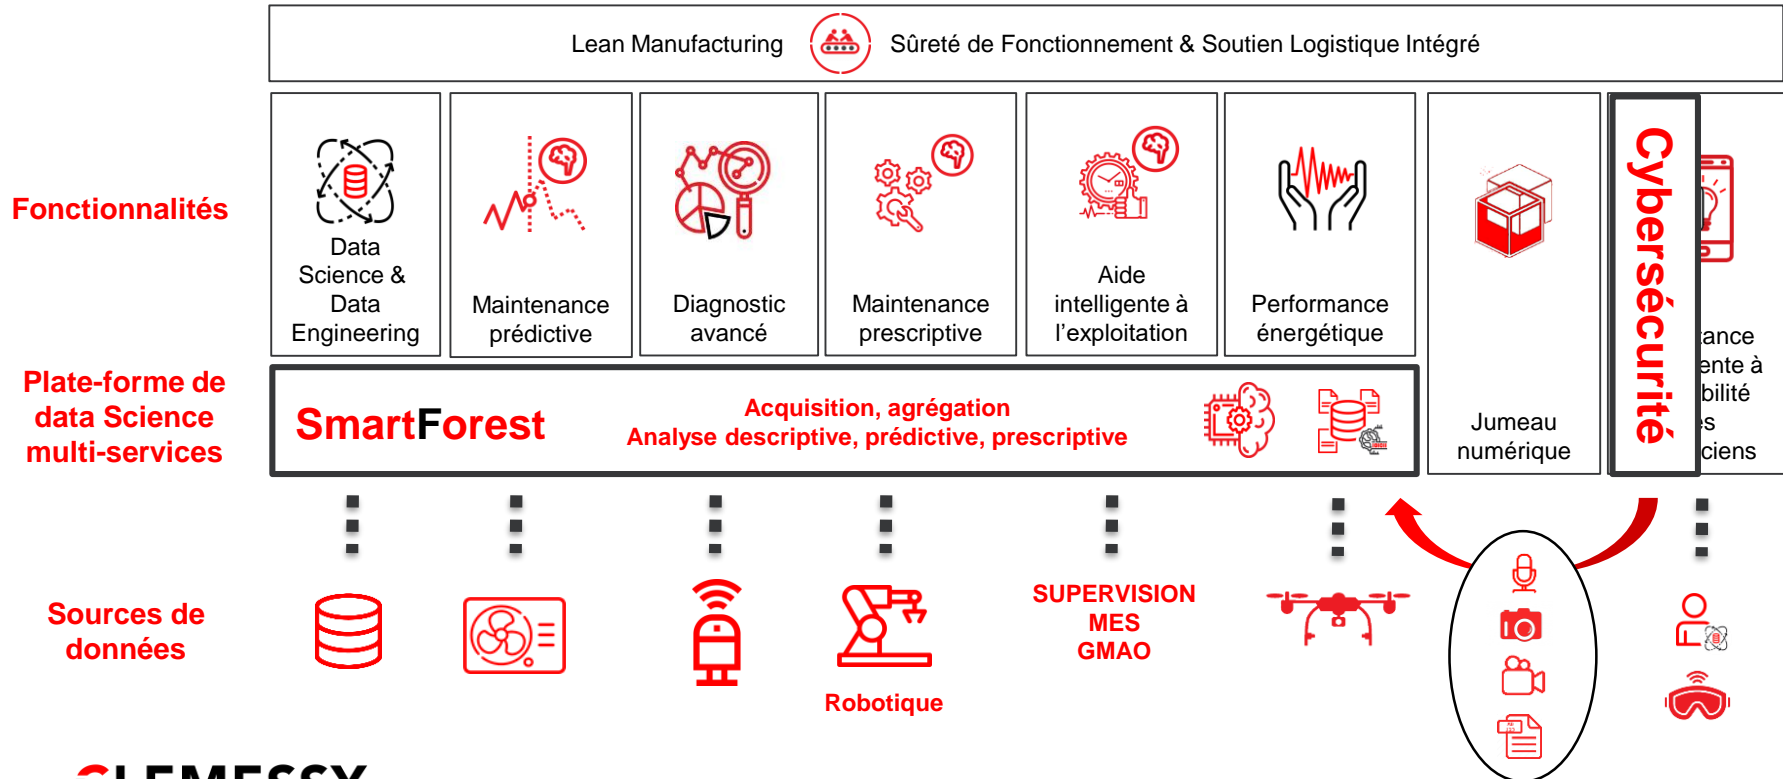 Lean Manufacturing
Sûreté de Fonctionnement & Soutien Logistique Intégré
Fonctionnalités
Data
Science &
Data
Engineering
Maintenance
prédictive
Diagnostic
avancé
Maintenance
prescriptive
Aide
intelligente à
l'exploitation
Performance
énergétique
Jumeau
numérique
Cybersécurité
Plate-forme de
data Science
multi-services
SmartForest
Acquisition, agrégation
Analyse descriptive, prédictive, prescriptive
Sources de
données
Robotique
SUPERVISION
MES
GMAO
CLEMESSY